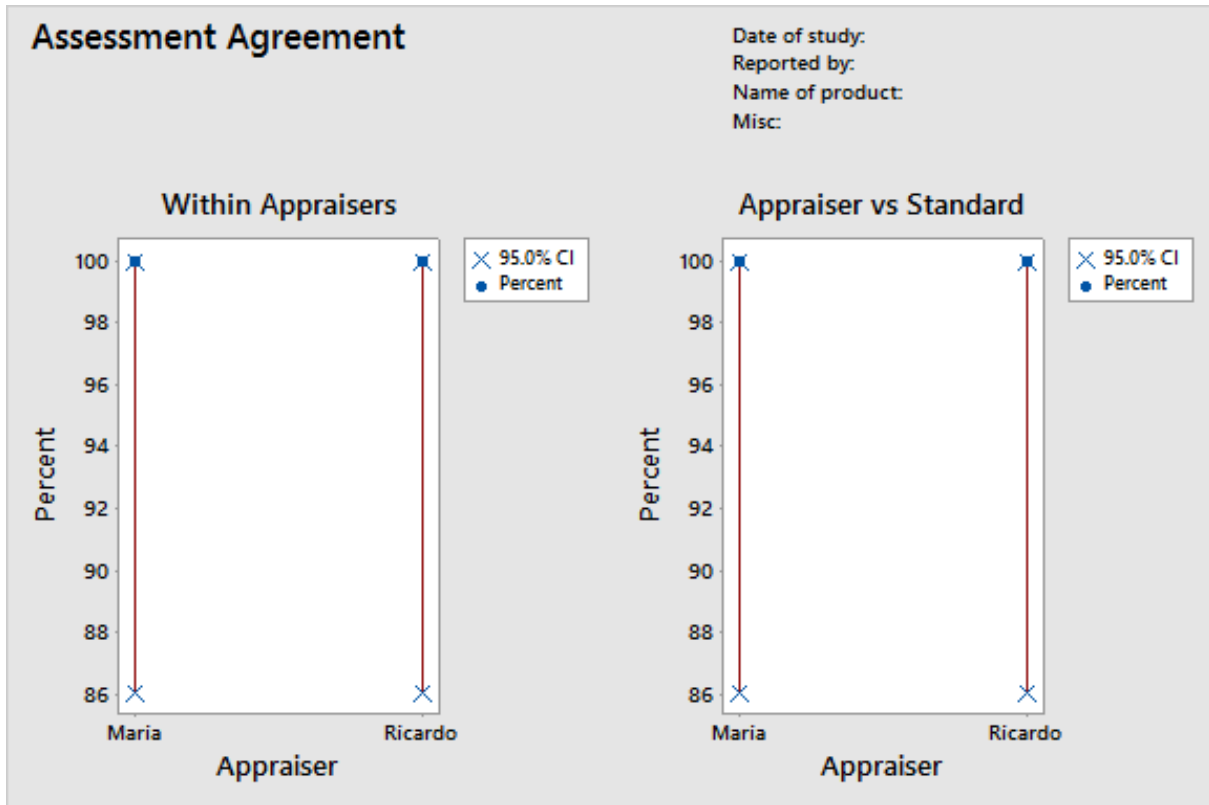 Assessment Agreement
Date of study:
Reported by:
Name of product:
Misc:
Within Appraisers
100
98
96
94
92
90
88
86
Percent
Maria
Ricardo
Appraiser
95.0% CI
Percent
Appraiser vs Standard
100
98
96
94
92
90
88
86
Percent
Maria
Ricardo
Appraiser
95.0% CI
Percent